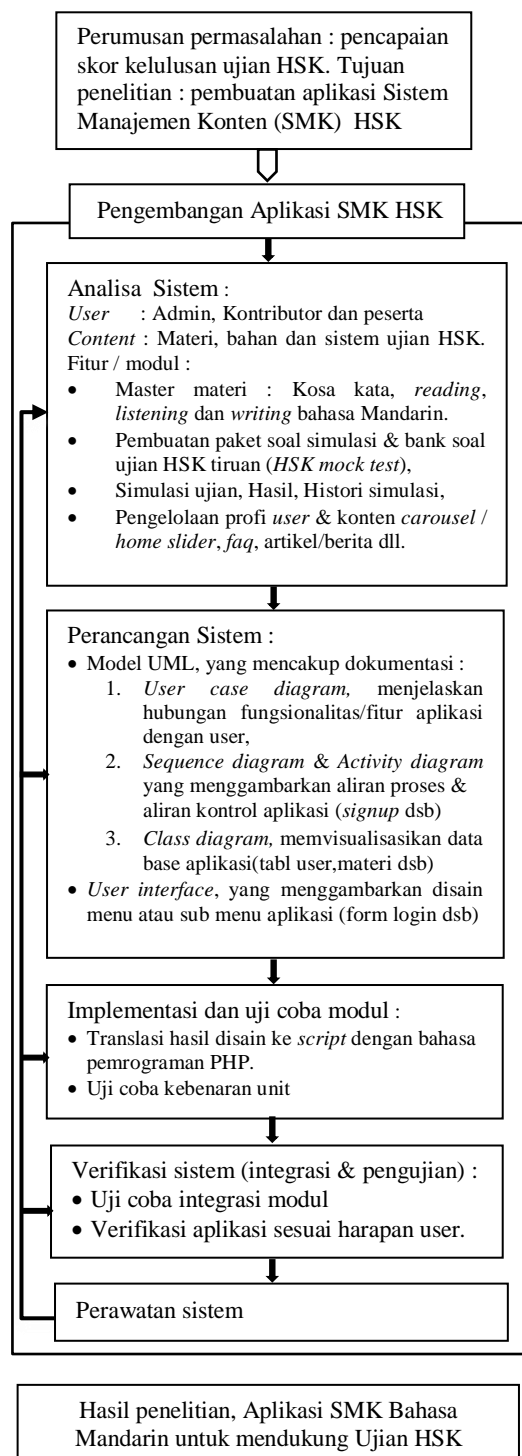 Perumusan permasalahan : pencapaian
skor kelulusan ujian HSK. Tujuan
penelitian : pembuatan aplikasi Sistem
Manajemen Konten (SMK) HSK
Pengembangan Aplikasi SMK HSK
Analisa Sistem :
User : Admin, Kontributor dan peserta
Content : Materi, bahan dan sistem ujian HSK.
Fitur / modul :
• Master materi : Kosa kata, reading,
listening dan writing bahasa Mandarin.
• Pembuatan paket soal simulasi & bank soal
ujian HSK tiruan (HSK mock test),
• Simulasi ujian, Hasil, Histori simulasi,
• Pengelolaan profi user & konten carousel /
home slider, faq, artikel/berita dll.
Perancangan Sistem :
• Model UML, yang mencakup dokumentasi :
1. User case diagram, menjelaskan
hubungan fungsionalitas/fitur aplikasi
dengan user,
2. Sequence diagram & Activity diagram
yang menggambarkan aliran proses &
aliran kontrol aplikasi (signup dsb)
3. Class diagram, memvisualisasikan data
base aplikasi(tabl user,materi dsb)
• User interface, yang menggambarkan disain
menu atau sub menu aplikasi (form login dsb)
Implementasi dan uji coba modul :
• Translasi hasil disain ke script dengan bahasa
pemrograman PHP.
• Uji coba kebenaran unit
Verifikasi sistem (integrasi & pengujian) :
• Uji coba integrasi modul
• Verifikasi aplikasi sesuai harapan user.
Perawatan sistem
Hasil penelitian, Aplikasi SMK Bahasa
Mandarin untuk mendukung Ujian HSK